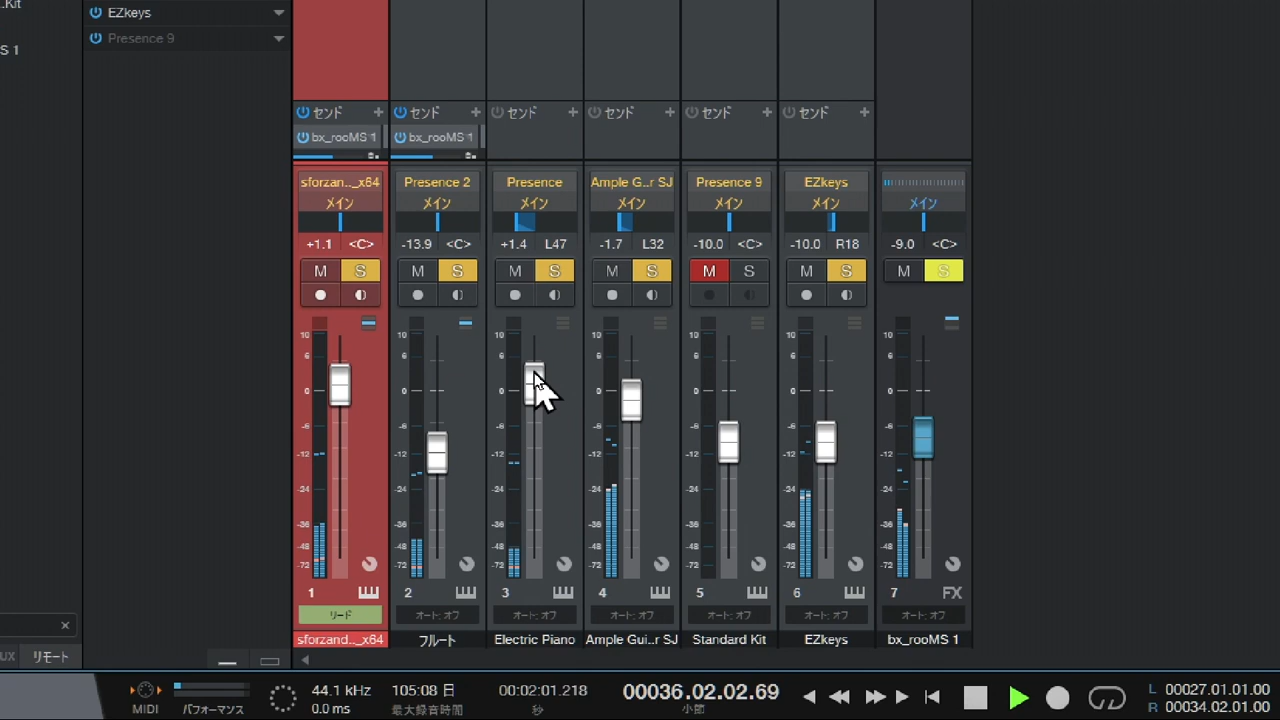 .Kit
EZkeys
Presence 9
S 1
センド センド センド センド センド センド
bx_rooMS 1 bx_rooMS 1
sforzan.._x64 Presence 2 Presence Ample G..r SJ Presence 9 EZkeys
メイン メイン メイン メイン メイン メイン メイン
+1.1 <C> -13.9 <C> +1.4 L47 -1.7 L32 -10.0 <C> -10.0 R18 -9.0 <C>
M S M S M S M S M S M S M S
10 10 10 10 10 10 10
6 6 6 6 6 6 6
0 0 0 0 0 0 0
-6 -6 -6 -6 -6 -6 -6
-12 -12 -12 -12 -12 -12 -12
-24 -24 -24 -24 -24 -24 -24
-36 -36 -36 -36 -36 -36 -36
-48 -48 -48 -48 -48 -48 -48
-72 -72 -72 -72 -72 -72 -72
1 2 3 4 5 6 7 FX
リード オート: オフ オート: オフ オート: オフ オート: オフ オート: オフ オート: オフ
sforzand..._x64 フルート Electric Piano Ample Gui..r SJ Standard Kit EZkeys bx_rooMS 1
UX リモート
MIDI パフォーマンス
44.1 kHz 105:08 日 00:02:01.218 00036.02.02.69 L 00027.01.01.00
0.0 ms 最大録音時間 秒 小節 R 00034.02.01.00